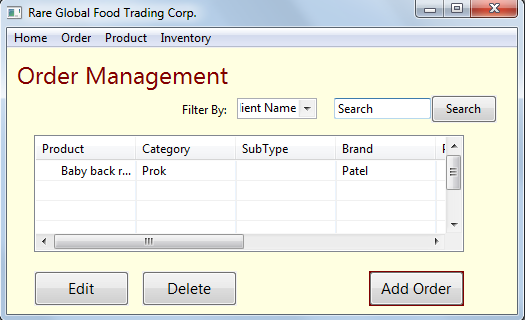 Rare Global Food Trading Corp.
Home Order Product Inventory
Order Management
Filter By: ient Name Search Search
Product Category SubType Brand
Baby back r... Prok Patel
Edit Delete Add Order